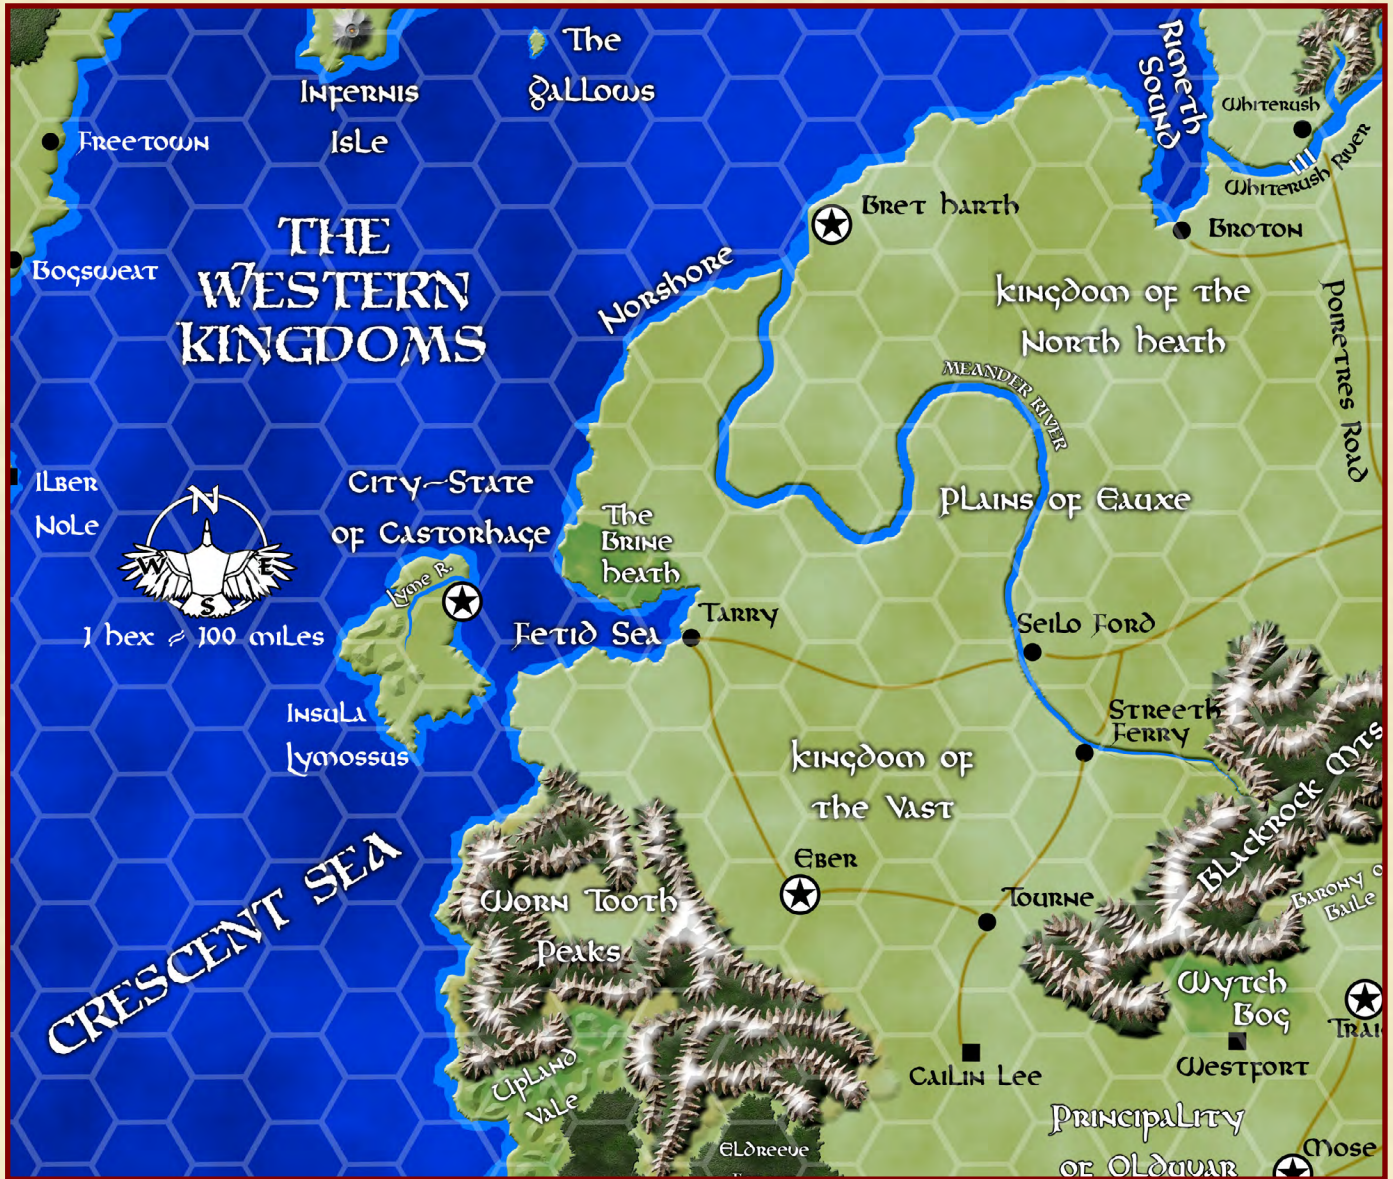 The
Gallows
Infernis
Isle
Rimeth
Sound
Whiterush
Whiterush River
Freetown
Bret Harth
Broton
Bogsweat
THE
WESTERN
KINGDOMS
Norshore
Kingdom of the
North Heath
Poiretres Road
MEANDER RIVER
Ilber
Nole
City-State
of Castorhage
The
Brine
Heath
Plains of Eauxe
N
W E
S
1 hex ≈ 100 miles
Lyme R.
Fetid Sea
Tarry
Seilo Ford
Insula
Lymossus
Streeth
Ferry
Kingdom of
the Vast
Blackrock Mts
CRESCENT SEA
Eber
Worn Tooth
Peaks
Tourne
Barony o
Baile
Wytch
Bog
Trai
Westfort
Cailin Lee
Upland
Vale
Principality
of Olduvar
Eldreeve
Mose